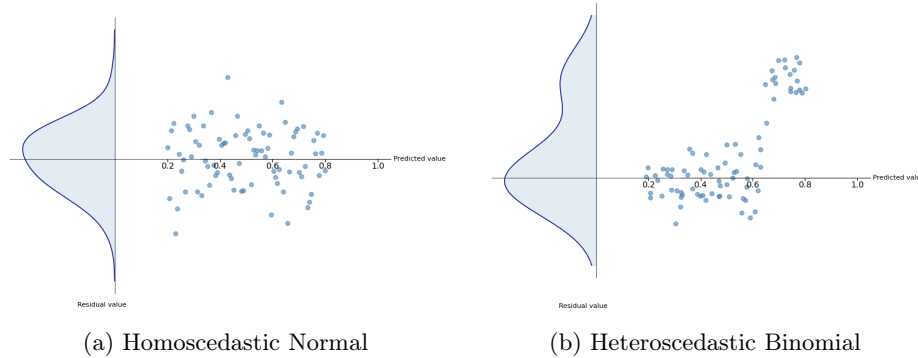 Predicted value
0.2 0.4 0.6 0.8 1.0
Residual value
(a) Homoscedastic Normal
Predicted value
0.2 0.4 0.6 0.8 1.0
Residual value
(b) Heteroscedastic Binomial